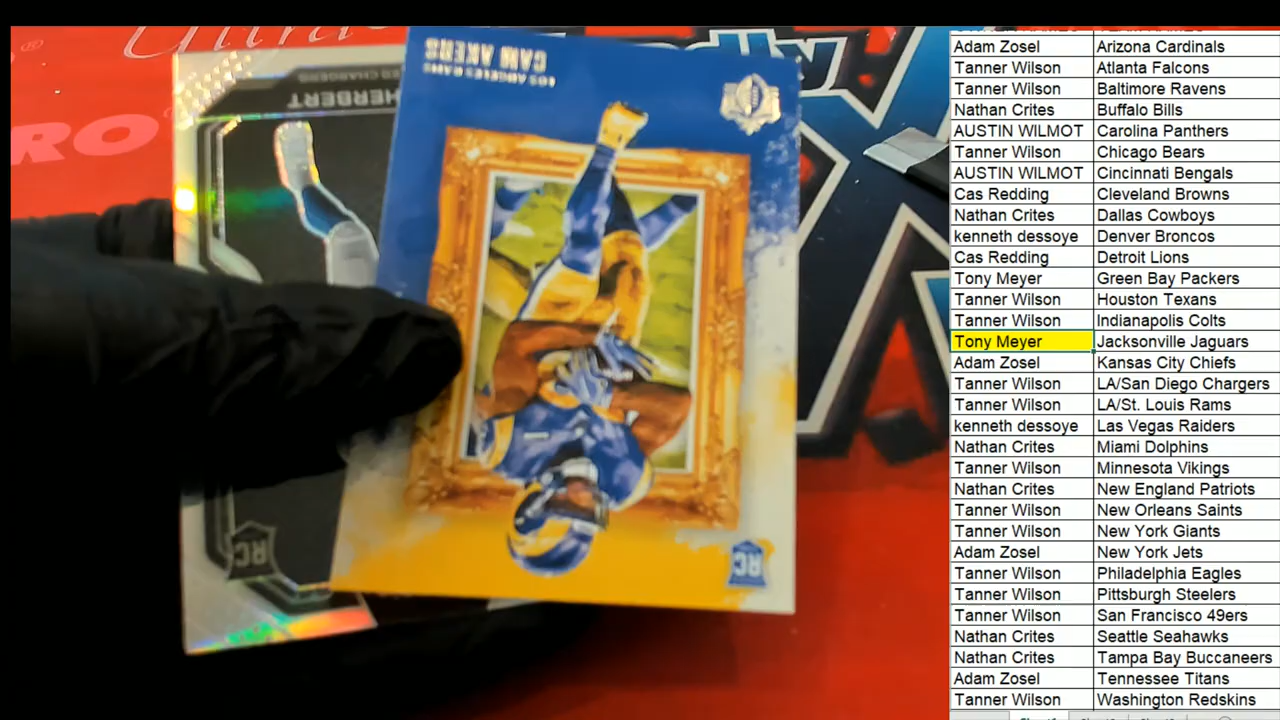 CAM AKERS
LOS ANGELES RAMS
RC
HERBERT
ES CHARGERS
RC
Adam Zosel Arizona Cardinals
Tanner Wilson Atlanta Falcons
Tanner Wilson Baltimore Ravens
Nathan Crites Buffalo Bills
AUSTIN WILMOT Carolina Panthers
Tanner Wilson Chicago Bears
AUSTIN WILMOT Cincinnati Bengals
Cas Redding Cleveland Browns
Nathan Crites Dallas Cowboys
kenneth dessoye Denver Broncos
Cas Redding Detroit Lions
Tony Meyer Green Bay Packers
Tanner Wilson Houston Texans
Tanner Wilson Indianapolis Colts
Tony Meyer Jacksonville Jaguars
Adam Zosel Kansas City Chiefs
Tanner Wilson LA/San Diego Chargers
Tanner Wilson LA/St. Louis Rams
kenneth dessoye Las Vegas Raiders
Nathan Crites Miami Dolphins
Tanner Wilson Minnesota Vikings
Nathan Crites New England Patriots
Tanner Wilson New Orleans Saints
Tanner Wilson New York Giants
Adam Zosel New York Jets
Tanner Wilson Philadelphia Eagles
Tanner Wilson Pittsburgh Steelers
Tanner Wilson San Francisco 49ers
Nathan Crites Seattle Seahawks
Nathan Crites Tampa Bay Buccaneers
Adam Zosel Tennessee Titans
Tanner Wilson Washington Redskins